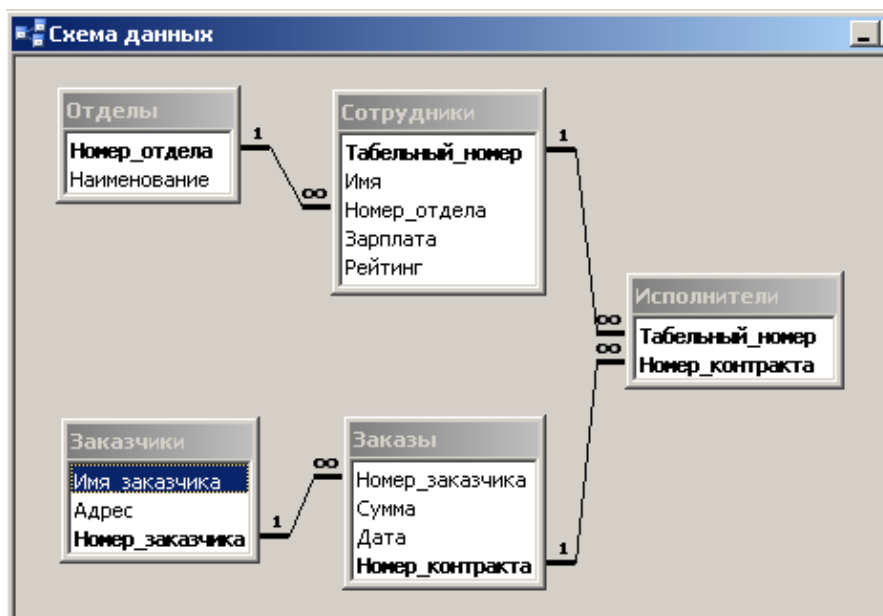 Схема данных
Отделы
Номер_отдела
Наименование
1
∞
Сотрудники
Табельный_номер
Имя
Номер_отдела
Зарплата
Рейтинг
1
∞
∞
Исполнители
Табельный_номер
Номер_контракта
Заказчики
Имя_заказчика
Адрес
Номер_заказчика
1
∞
Заказы
Номер_заказчика
Сумма
Дата
Номер_контракта
1